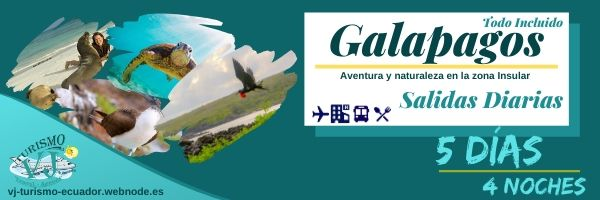 Todo Incluido
Galapagos
Aventura y naturaleza en la zona Insular
Salidas Diarias
5 DÍAS
4 NOCHES
TURISMO
VJ
vj-turismo-ecuador.webnode.es